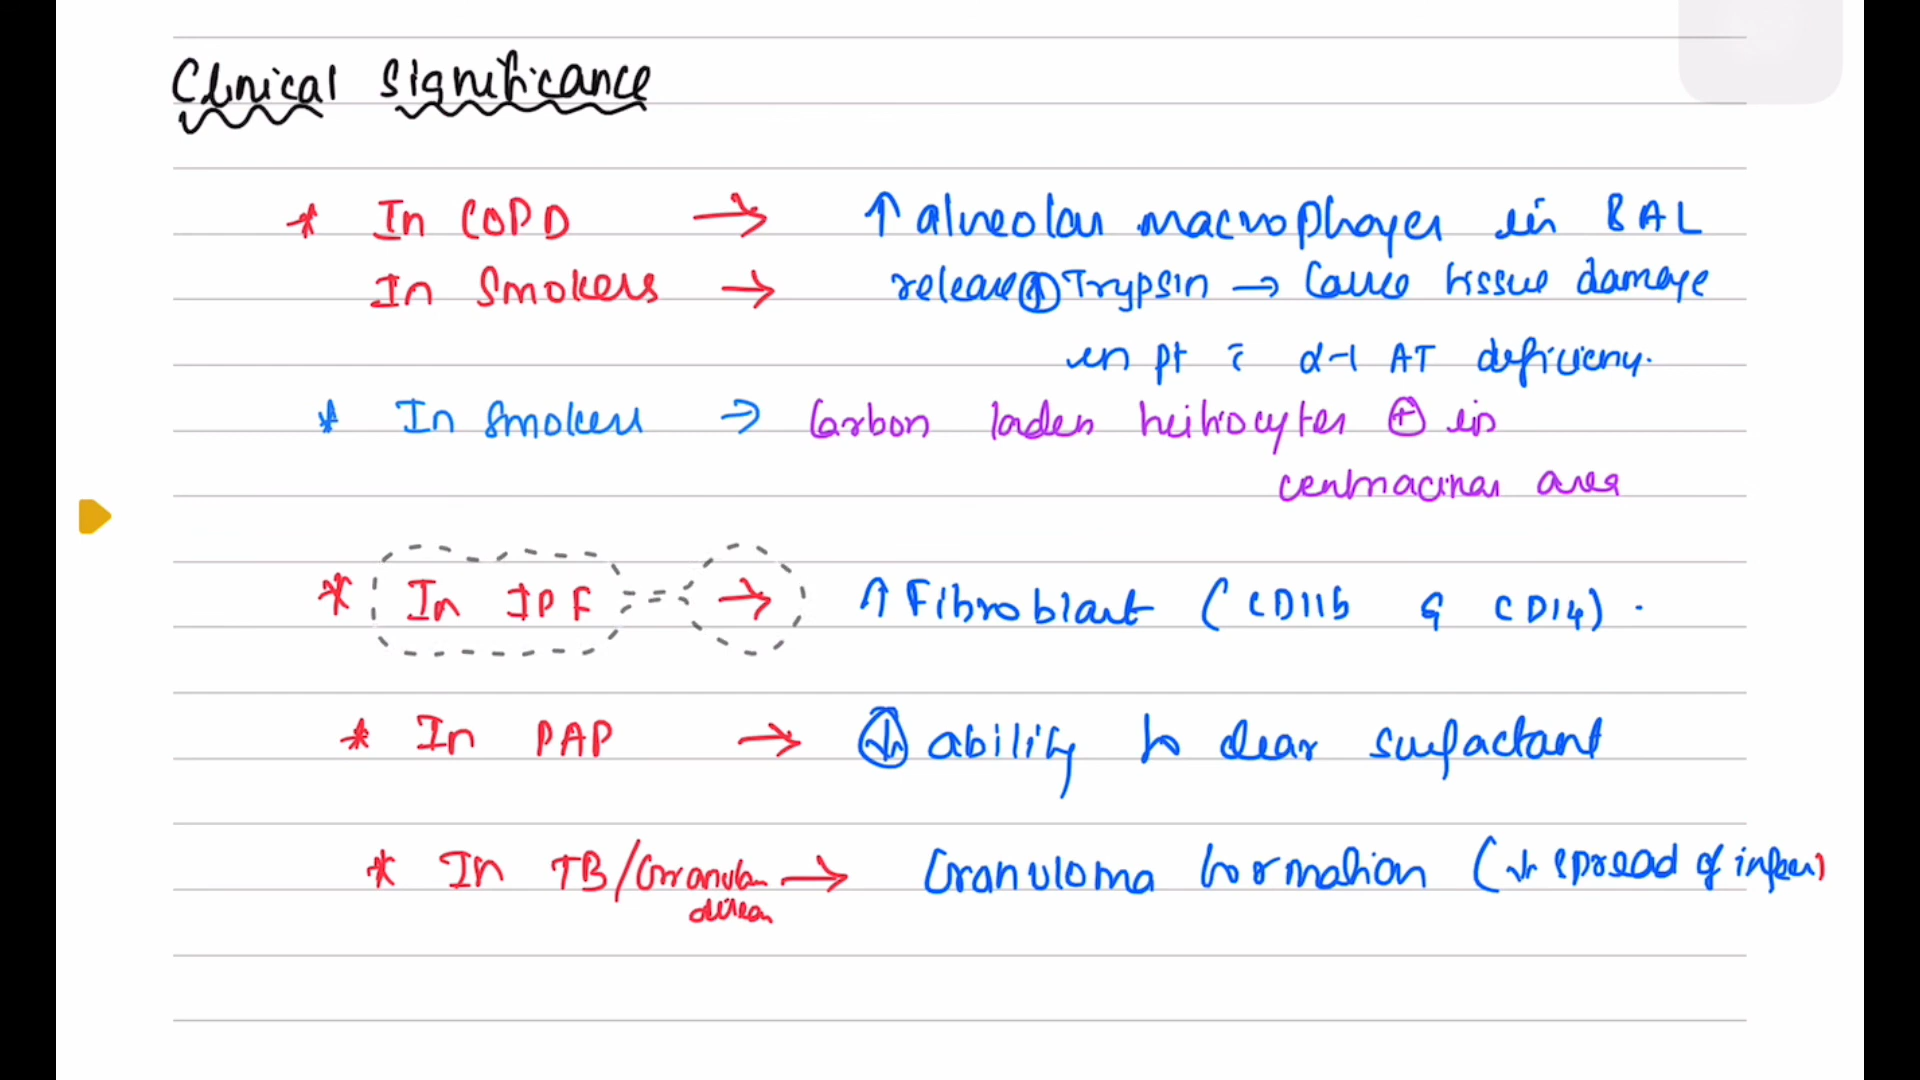 Clinical Significance
* In COPD → ↑ alveolar macrophages in BAL
In Smokers → release ↑ Trypsin → Cause tissue damage
in pt c̄ α-1 AT deficiency.
* In Smokers → Carbon laden histiocytes ⊕ in
centriacinar area
* In IPF → ↑ Fibroblast ( CD11b & CD14) .
* In PAP → ↓ ability to clear surfactant
* In TB/Granulom → Granuloma formation (↓ spread of infecn)
disease